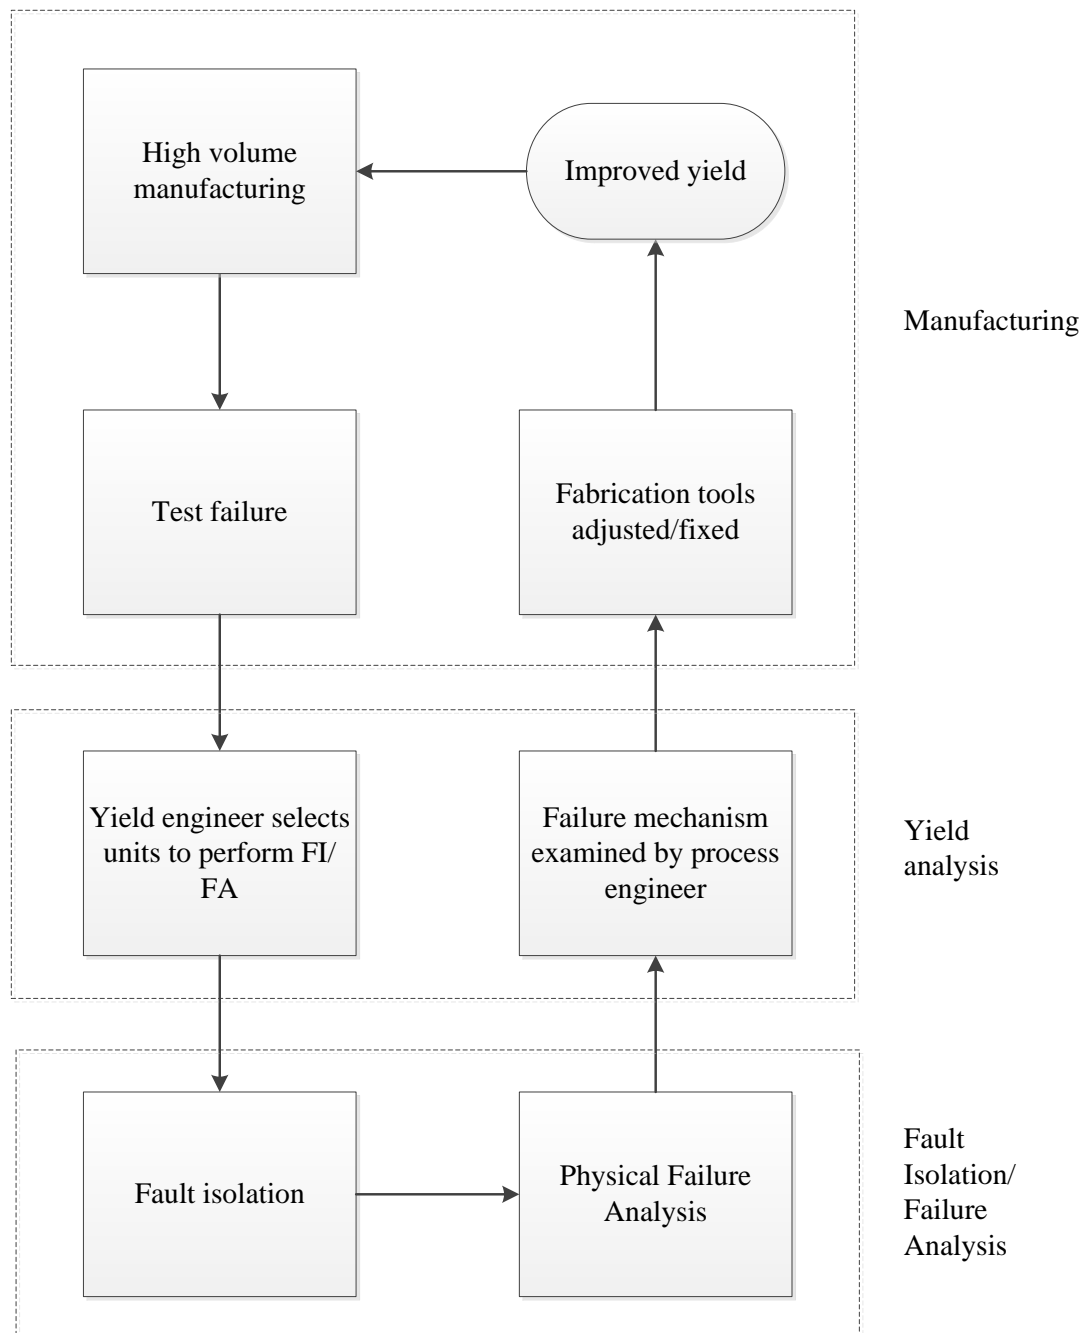 High volume
manufacturing
Improved yield
Manufacturing
Test failure
Fabrication tools
adjusted/fixed
Yield engineer selects
units to perform FI/
FA
Failure mechanism
examined by process
engineer
Yield
analysis
Fault isolation
Physical Failure
Analysis
Fault
Isolation/
Failure
Analysis